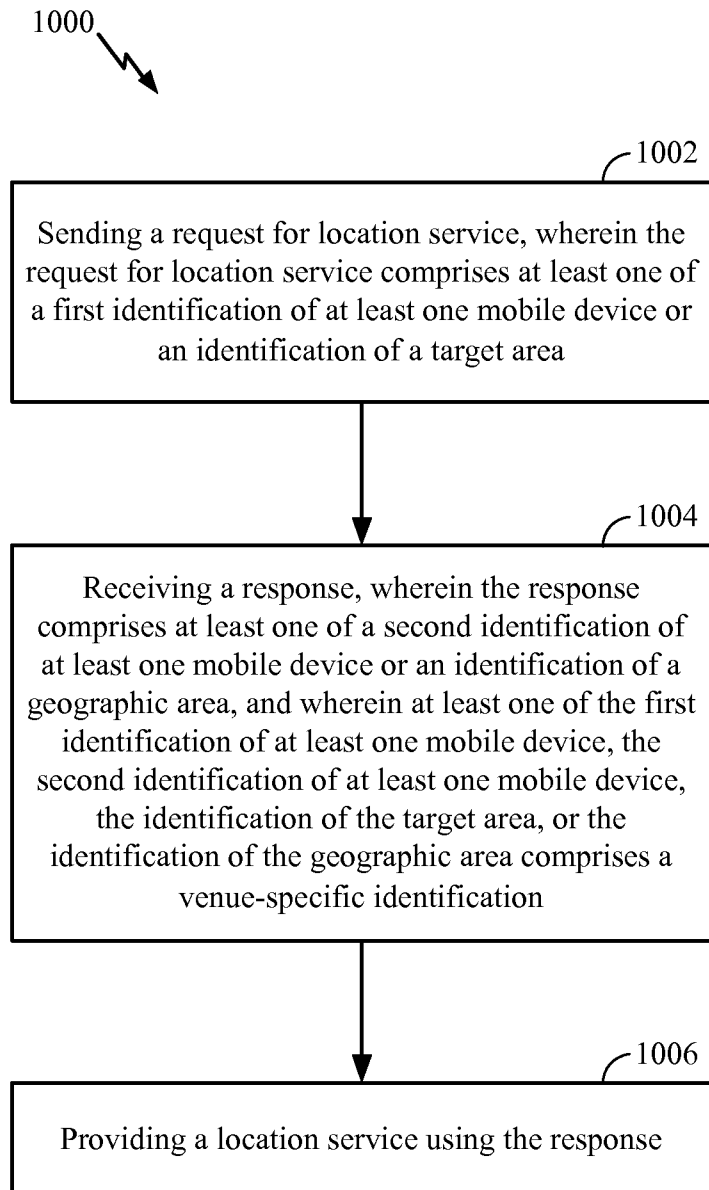 1000
1002
Sending a request for location service, wherein the
request for location service comprises at least one of
a first identification of at least one mobile device or
an identification of a target area
1004
Receiving a response, wherein the response
comprises at least one of a second identification of
at least one mobile device or an identification of a
geographic area, and wherein at least one of the first
identification of at least one mobile device, the
second identification of at least one mobile device,
the identification of the target area, or the
identification of the geographic area comprises a
venue-specific identification
1006
Providing a location service using the response